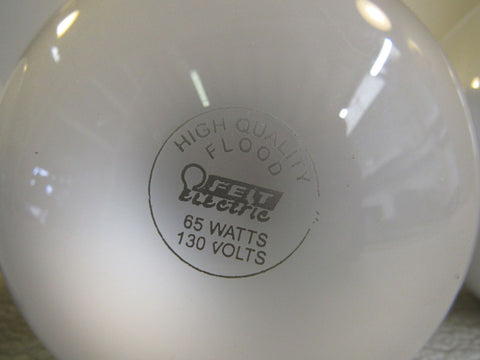 HIGH QUALITY
FLOOD
FEIT
electric
65 WATTS
130 VOLTS